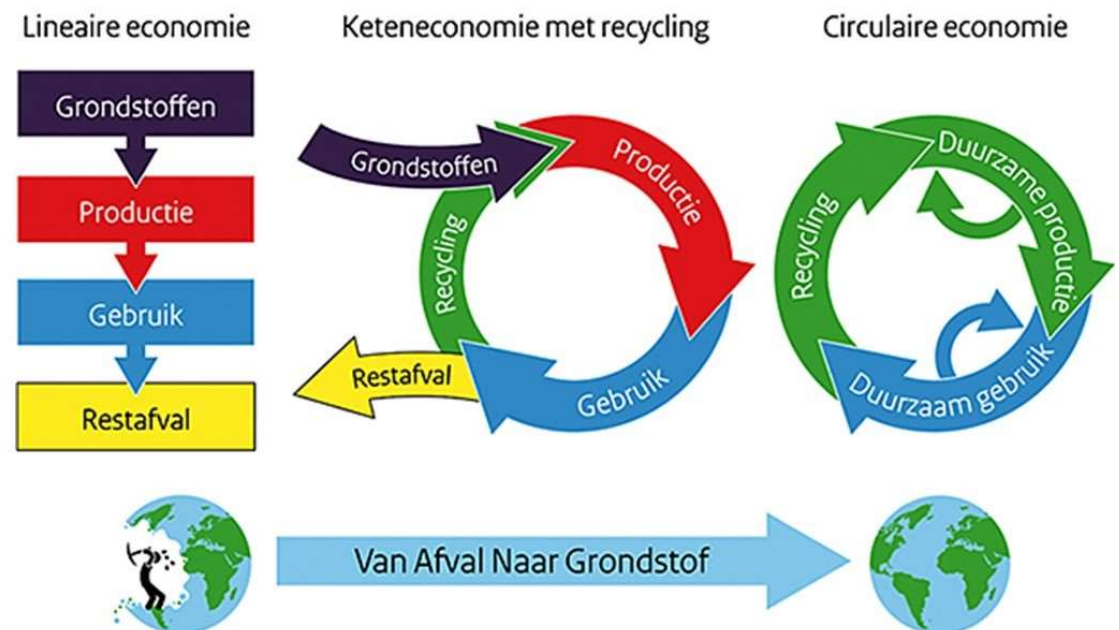 Lineaire economie
Grondstoffen
Productie
Gebruik
Restafval
Keteneconomie met recycling
Grondstoffen
Productie
Recycling
Restafval
Gebruik
Circulaire economie
Duurzame productie
Recycling
Duurzaam gebruik
Van Afval Naar Grondstof